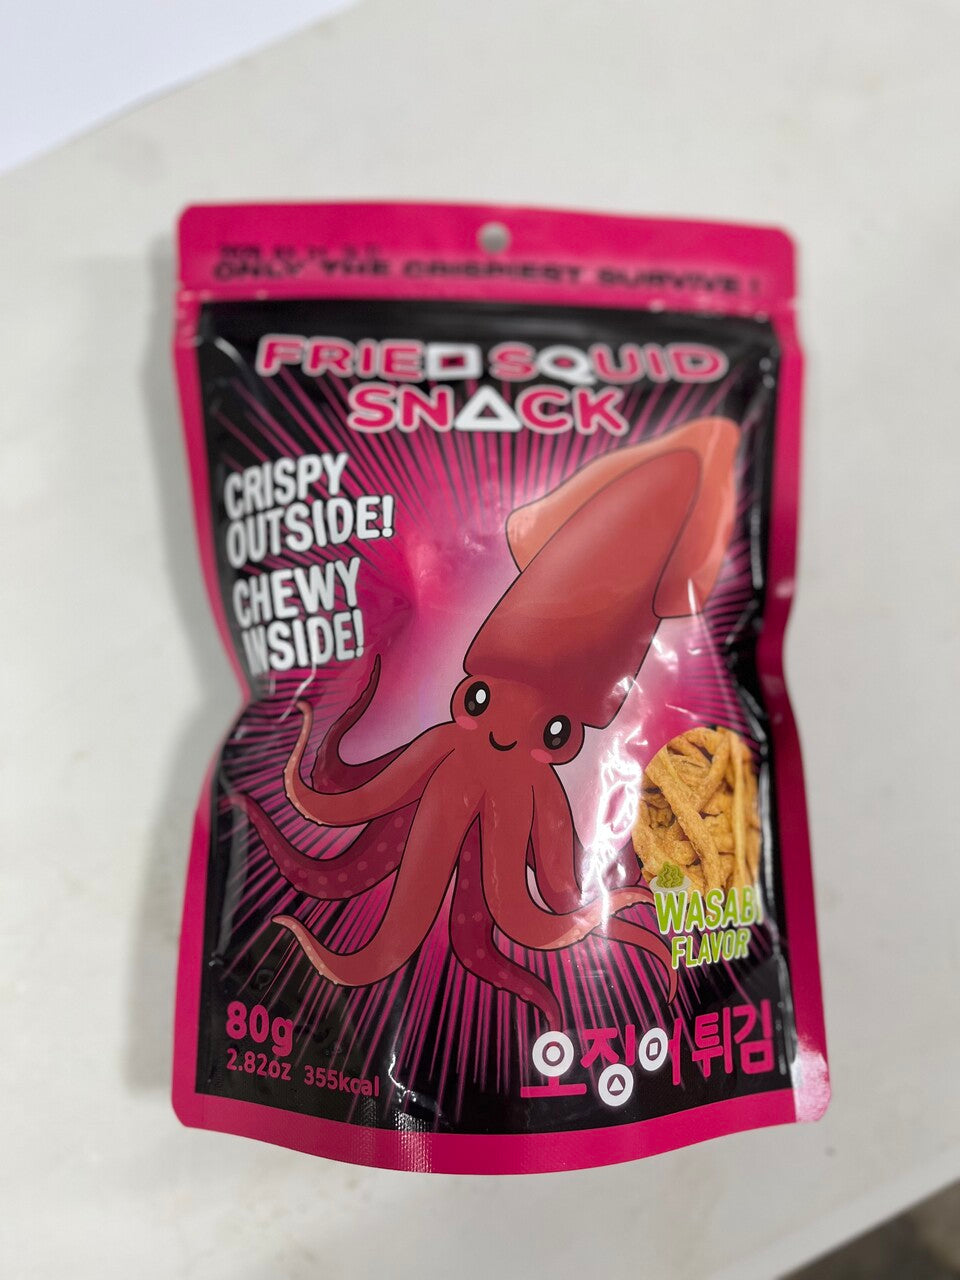 ONLY THE CRISPIEST SURVIVE !
FRIED SQUID
SNACK
CRISPY
OUTSIDE!
CHEWY
INSIDE!
WASABI
FLAVOR
80g
2.82oz 355kcal
오징어튀김